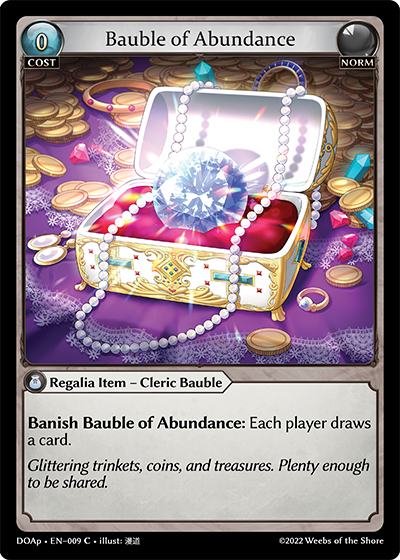 0
Bauble of Abundance
COST
NORM
Regalia Item – Cleric Bauble
Banish Bauble of Abundance: Each player draws
a card.
Glittering trinkets, coins, and treasures. Plenty enough
to be shared.
DOAp • EN–009 C • illust: 漫道
©2022 Weebs of the Shore